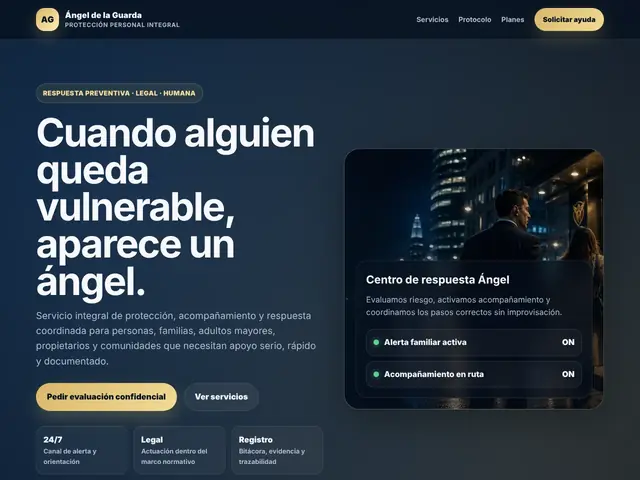 AG
Ángel de la Guarda
PROTECCIÓN PERSONAL INTEGRAL
Servicios
Protocolo
Planes
Solicitar ayuda
RESPUESTA PREVENTIVA · LEGAL · HUMANA
Cuando alguien
queda
vulnerable,
aparece un
ángel.
Servicio integral de protección, acompañamiento y respuesta
coordinada para personas, familias, adultos mayores,
propietarios y comunidades que necesitan apoyo serio, rápido
y documentado.
Pedir evaluación confidencial
Ver servicios
24/7
Canal de alerta y
orientación
Legal
Actuación dentro del
marco normativo
Registro
Bitácora, evidencia y
trazabilidad
Centro de respuesta Ángel
Evaluamos riesgo, activamos acompañamiento y
coordinamos los pasos correctos sin improvisación.
Alerta familiar activa
ON
Acompañamiento en ruta
ON